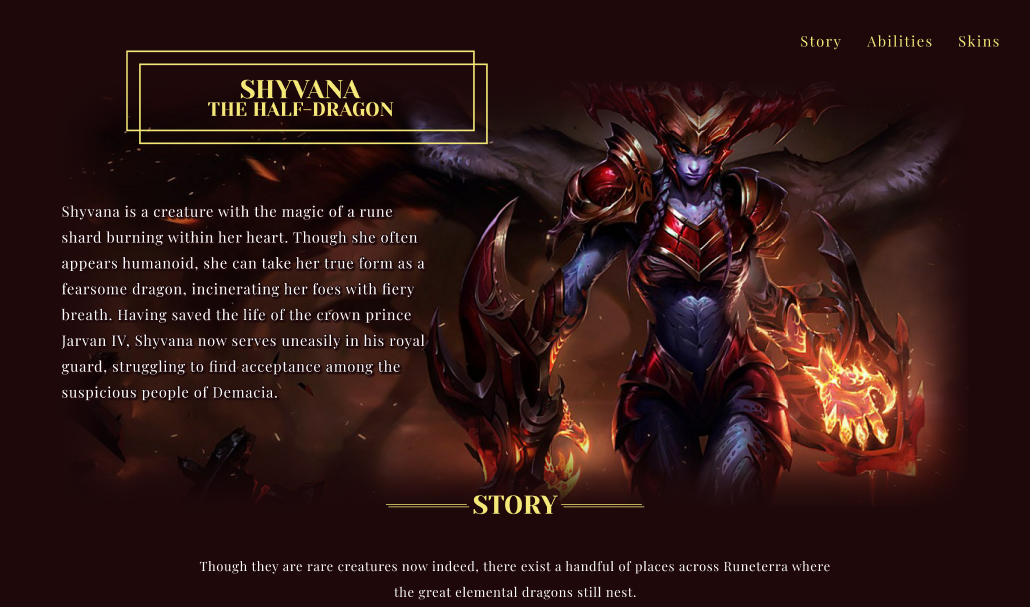 Story Abilities Skins
SHYVANA
THE HALF-DRAGON
Shyvana is a creature with the magic of a rune
shard burning within her heart. Though she often
appears humanoid, she can take her true form as a
fearsome dragon, incinerating her foes with fiery
breath. Having saved the life of the crown prince
Jarvan IV, Shyvana now serves uneasily in his royal
guard, struggling to find acceptance among the
suspicious people of Demacia.
STORY
Though they are rare creatures now indeed, there exist a handful of places across Runeterra where
the great elemental dragons still nest.